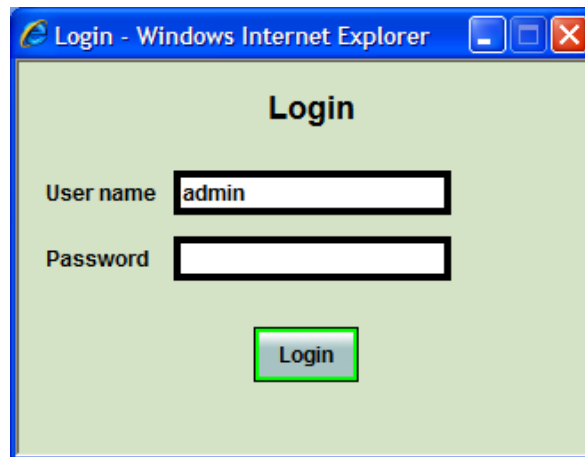 Login - Windows Internet Explorer
Login
User name admin
Password
Login